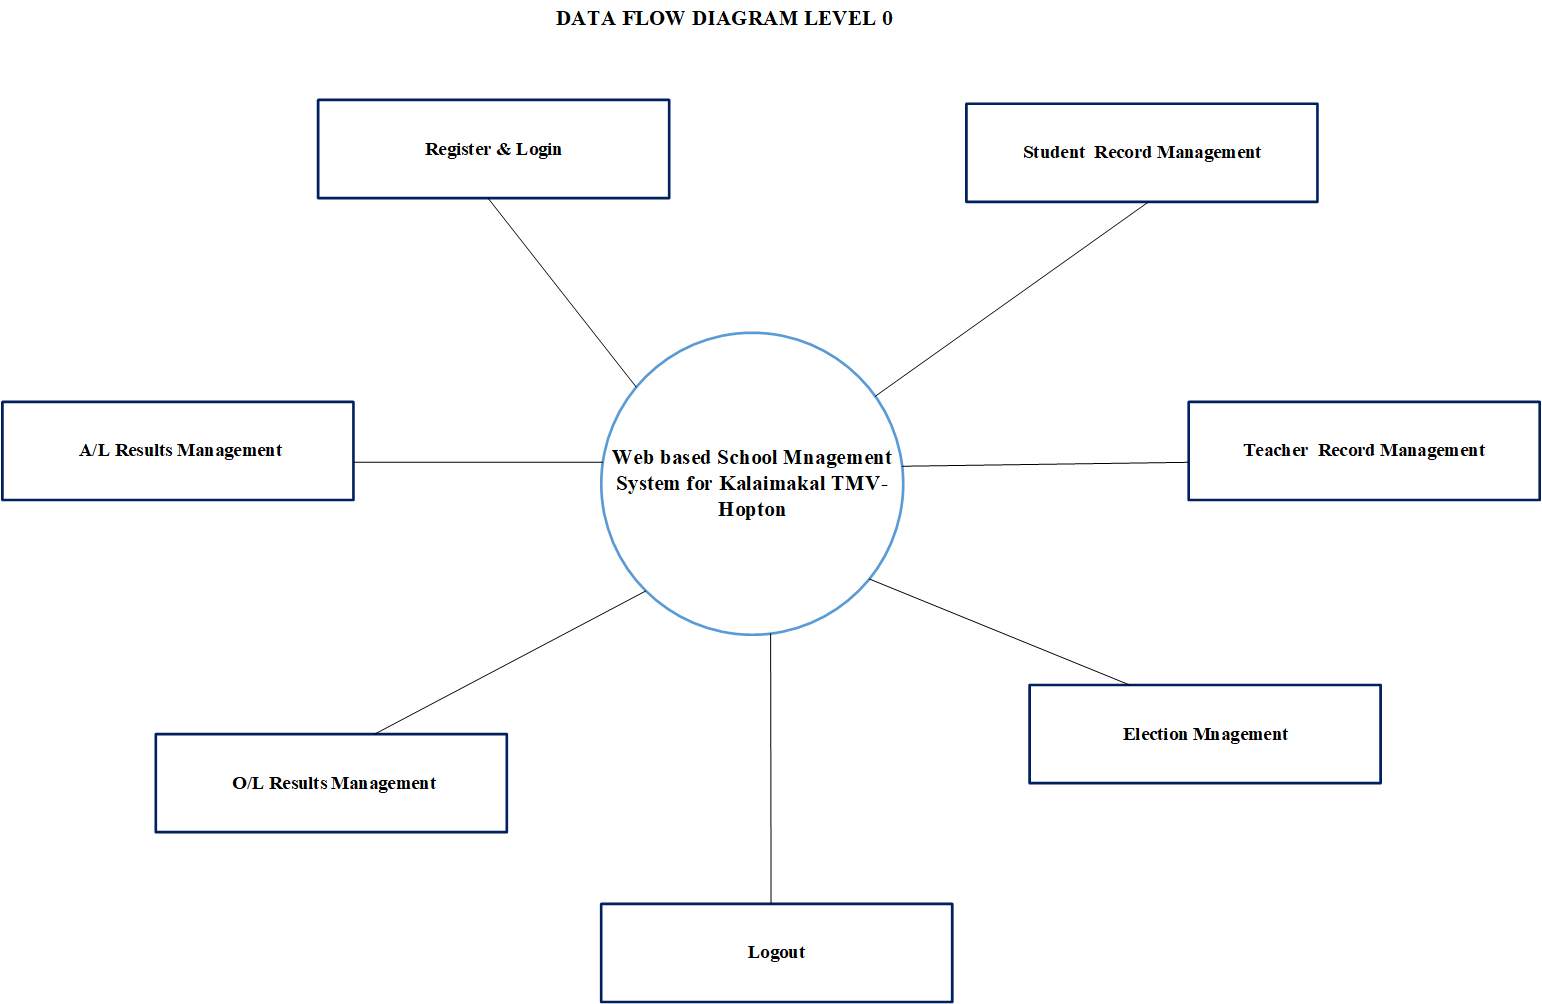 DATA FLOW DIAGRAM LEVEL 0
Register & Login
Student Record Management
A/L Results Management
Web based School Mnagement
System for Kalaimakal TMV-
Hopton
Teacher Record Management
Election Mnagement
O/L Results Management
Logout